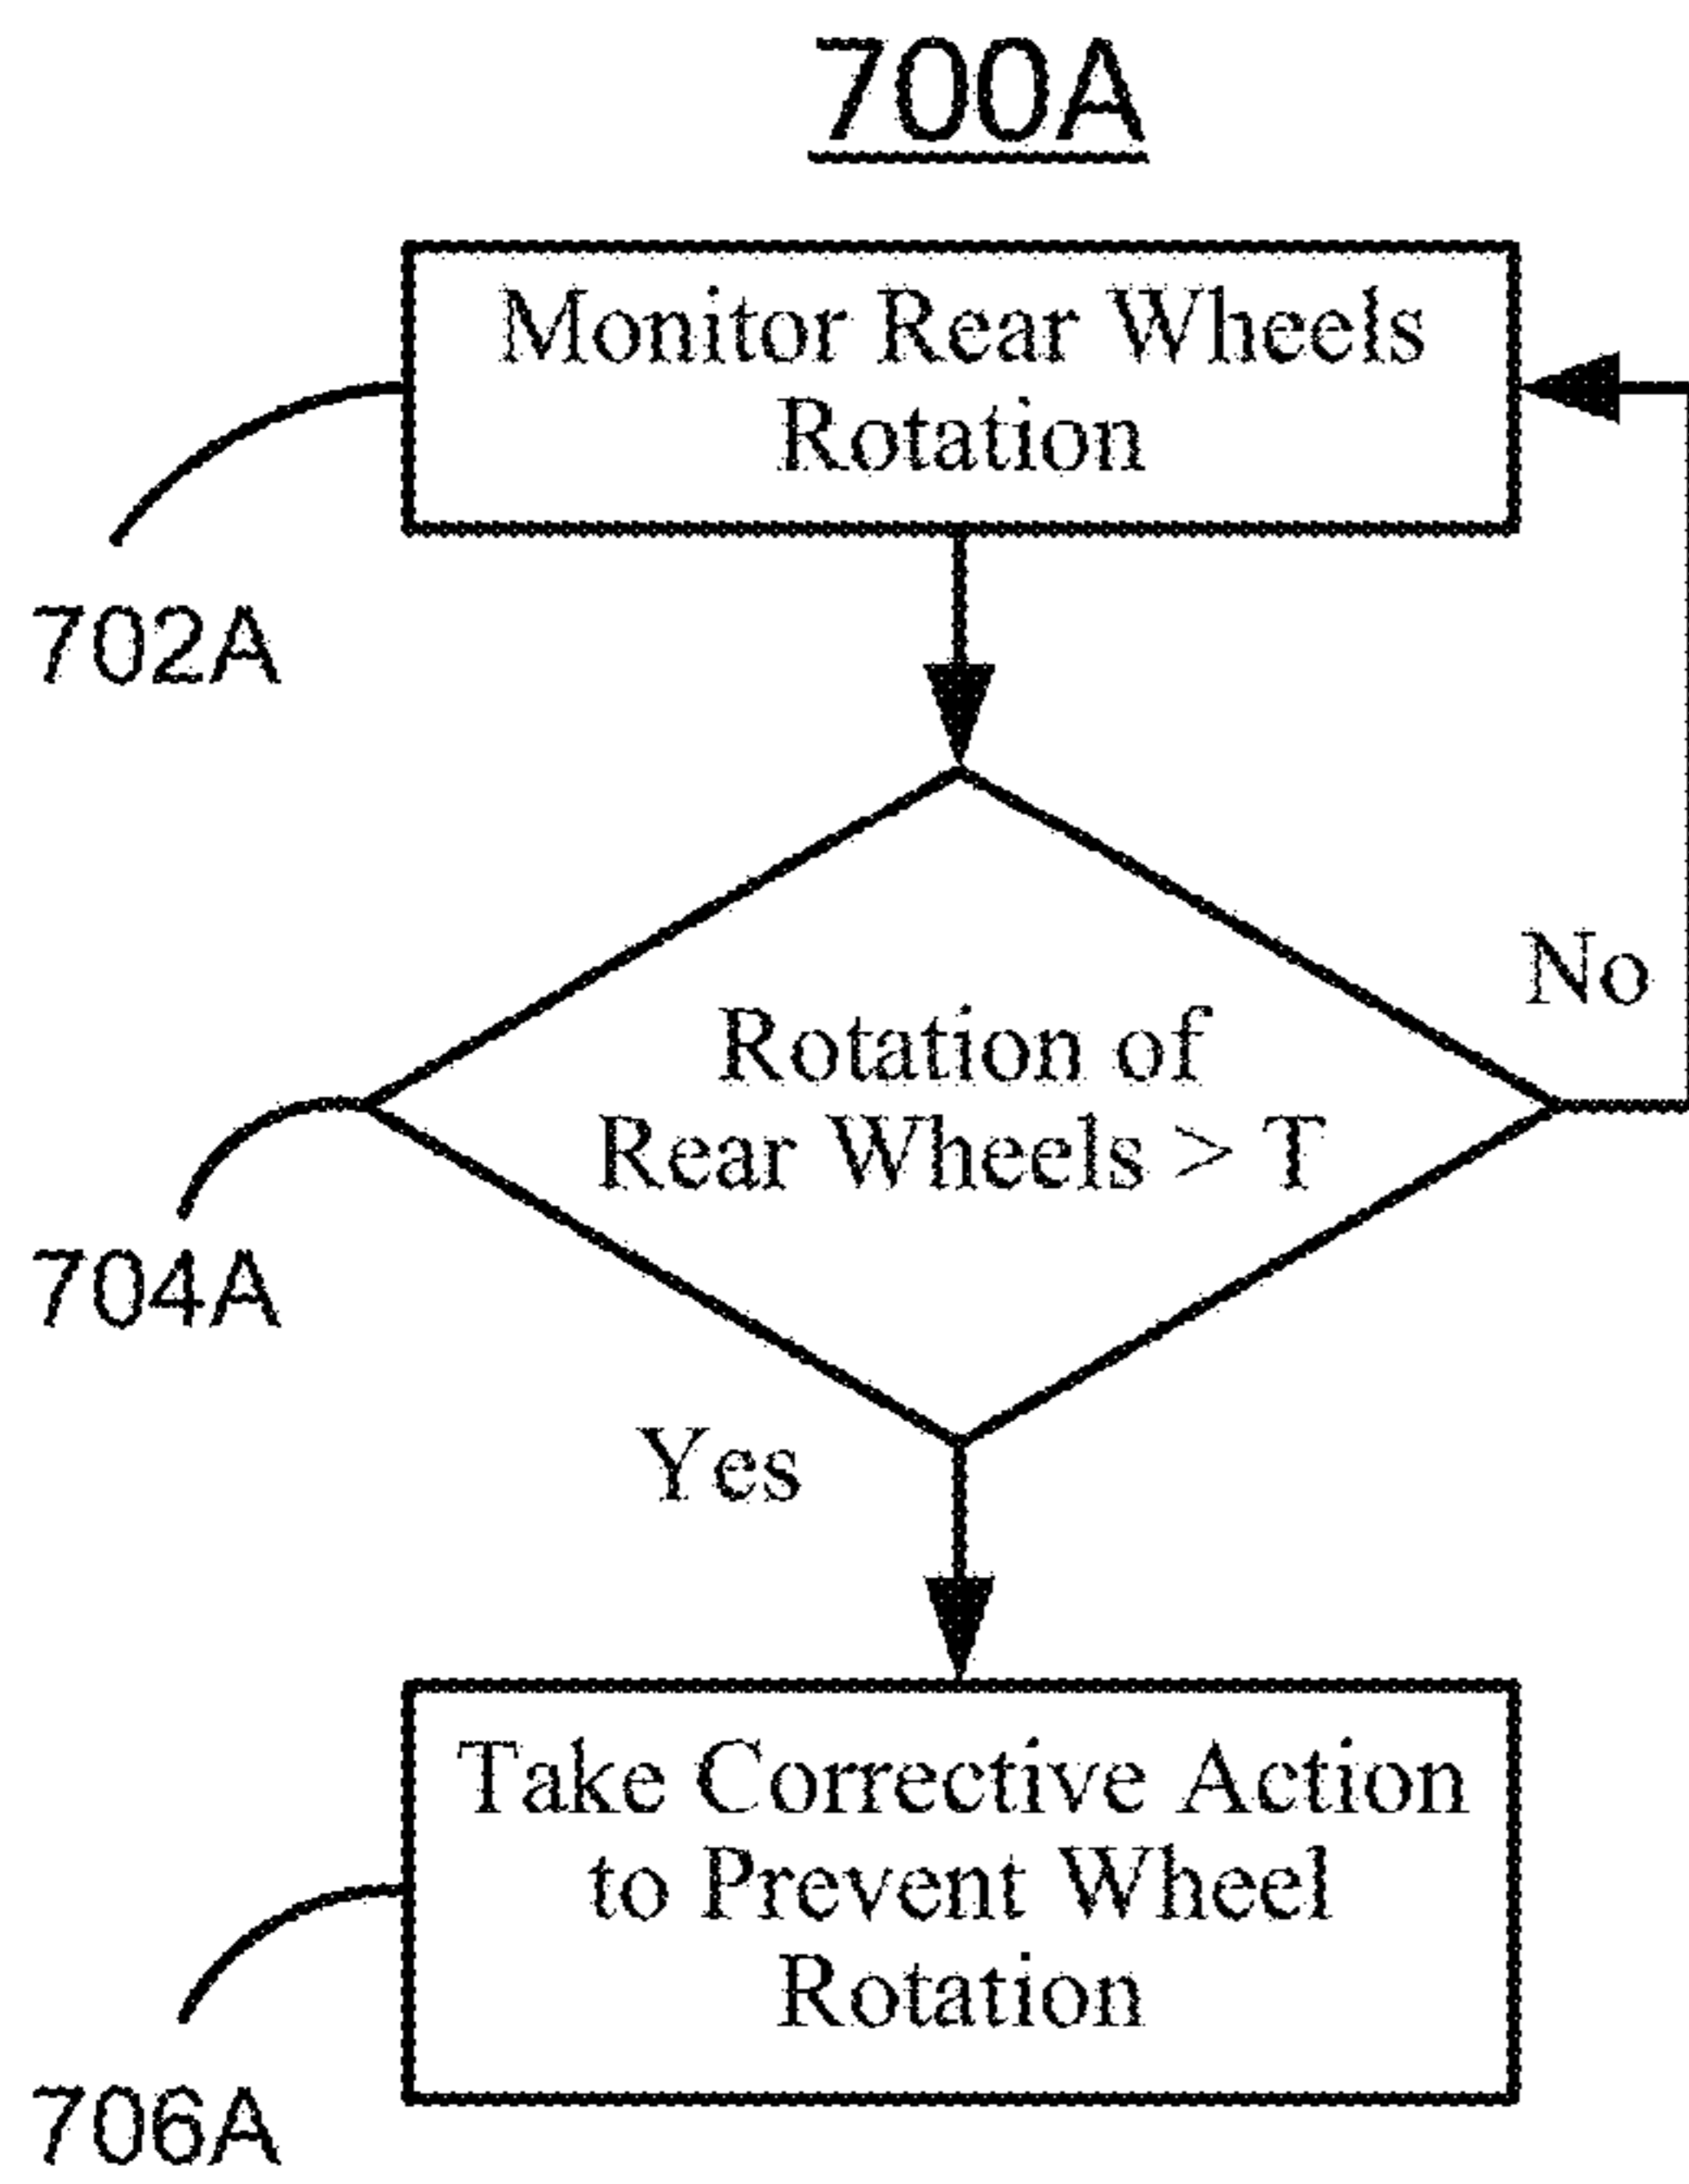 700A
Monitor Rear Wheels
Rotation
702A
No
Rotation of
Rear Wheels > T
704A
Yes
Take Corrective Action
to Prevent Wheel
Rotation
706A